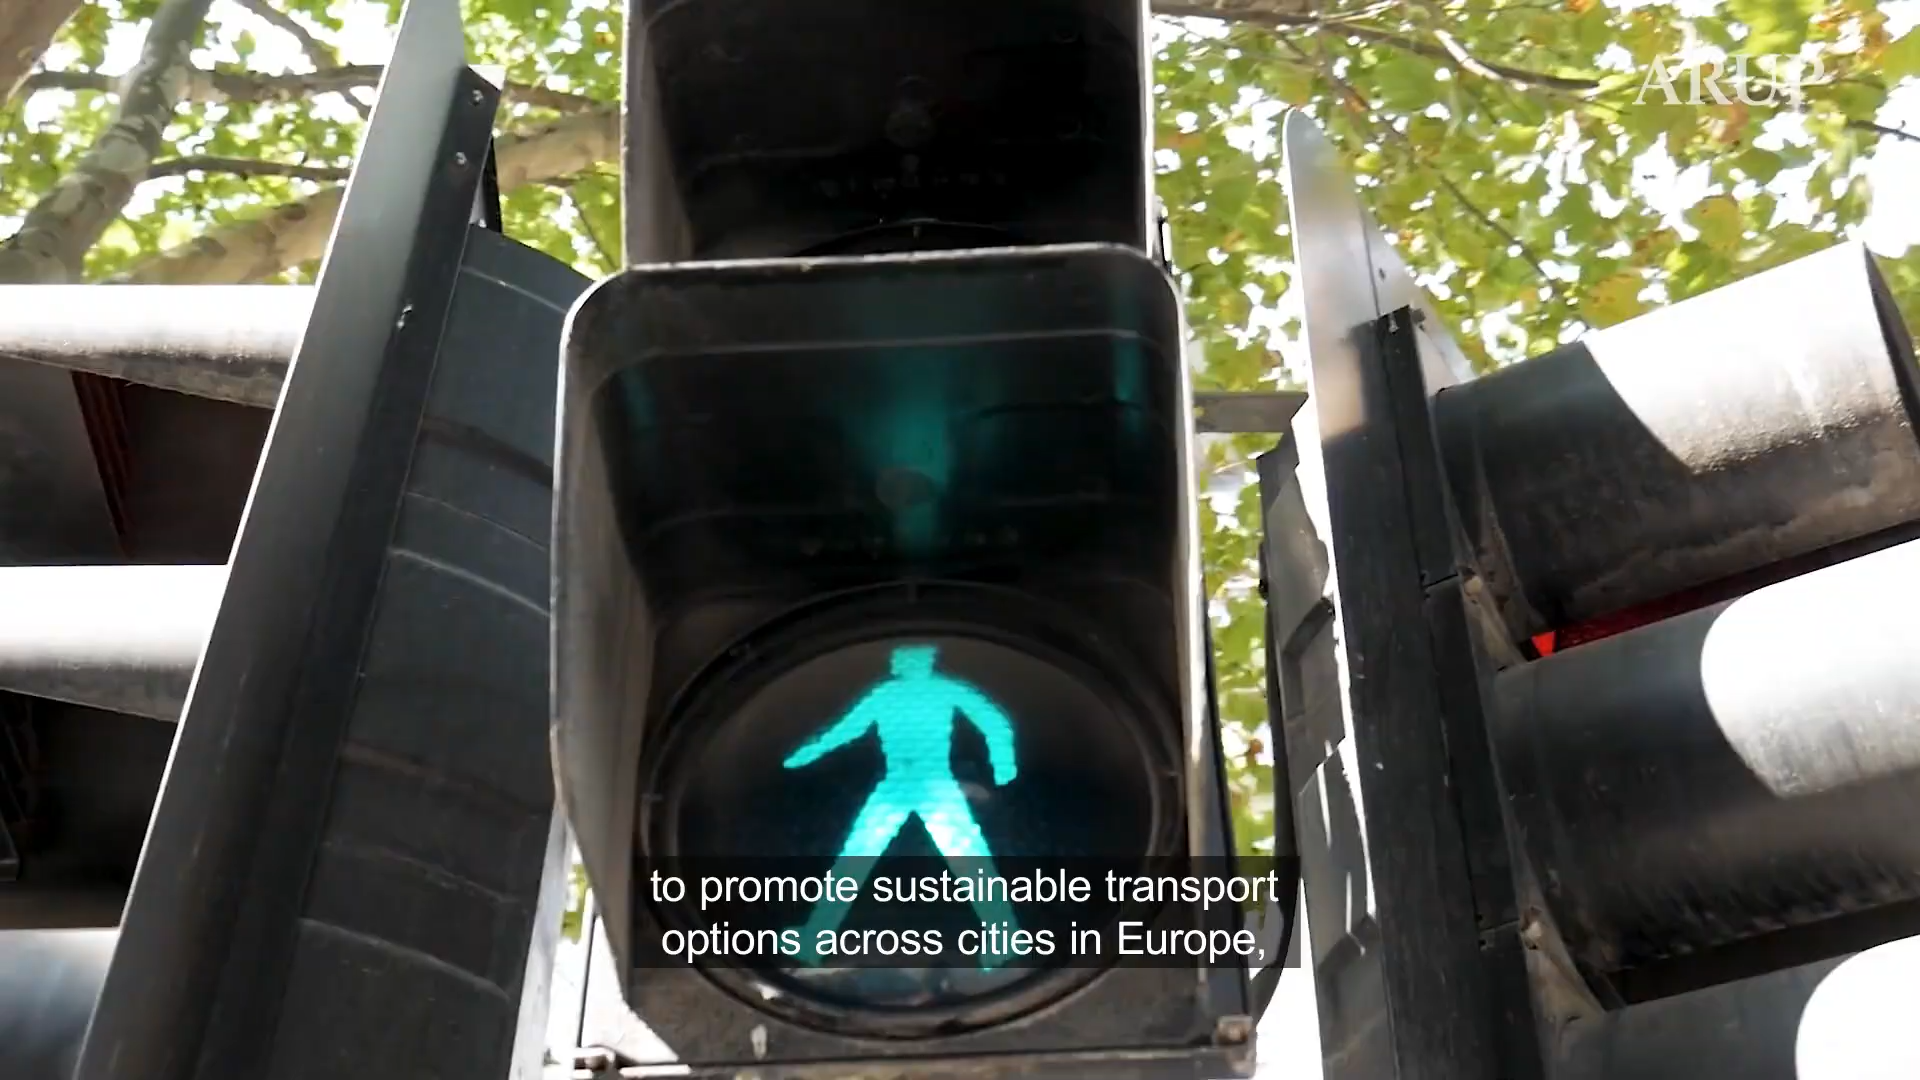 ARUP
to promote sustainable transport
options across cities in Europe,